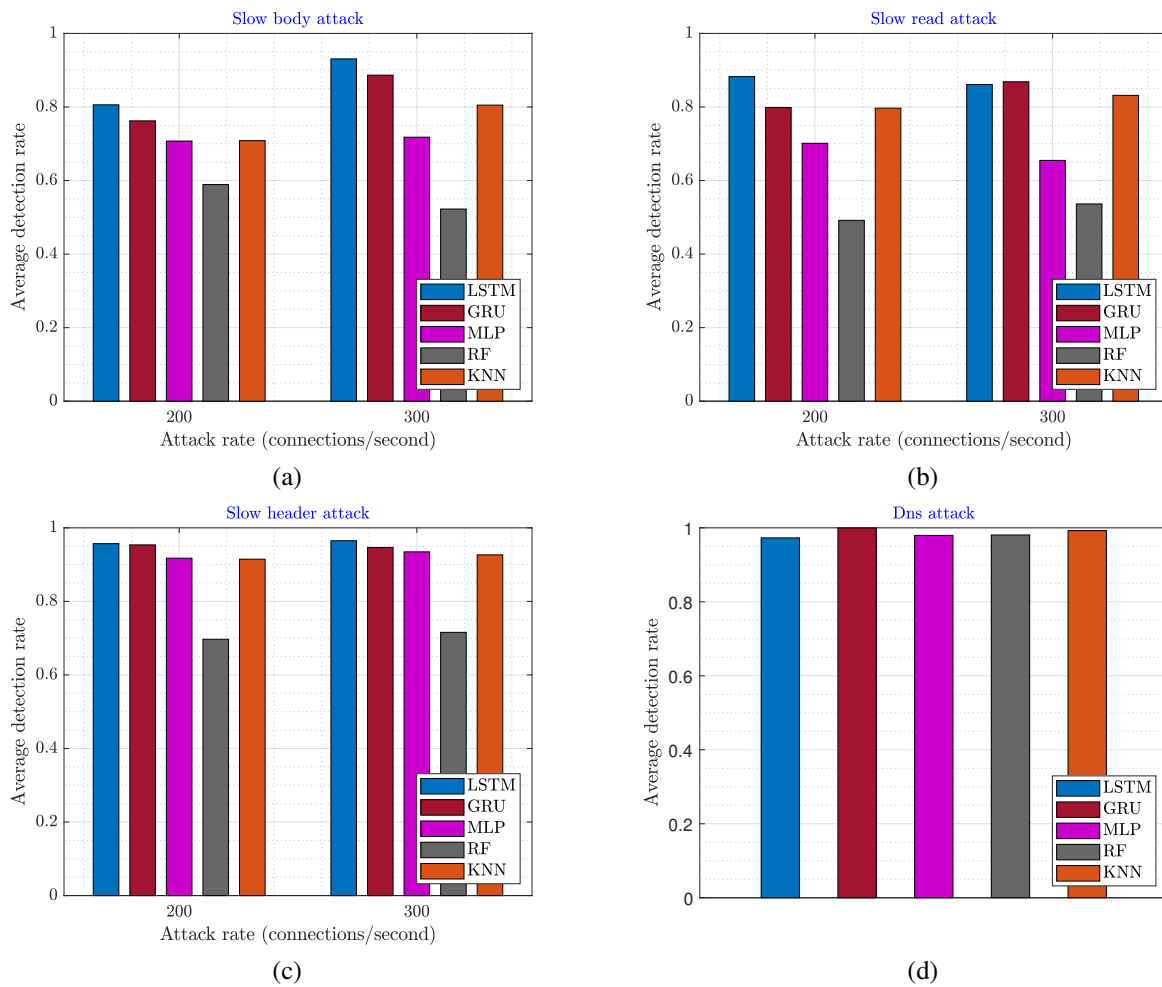 Slow body attack
1
0.8
0.6
0.4
0.2
0
Average detection rate
LSTM
GRU
MLP
RF
KNN
200
300
Attack rate (connections/second)
(a)
Slow read attack
1
0.8
0.6
0.4
0.2
0
Average detection rate
LSTM
GRU
MLP
RF
KNN
200
300
Attack rate (connections/second)
(b)
Slow header attack
1
0.8
0.6
0.4
0.2
0
Average detection rate
LSTM
GRU
MLP
RF
KNN
200
300
Attack rate (connections/second)
(c)
Dns attack
1
0.8
0.6
0.4
0.2
0
Average detection rate
LSTM
GRU
MLP
RF
KNN
(d)